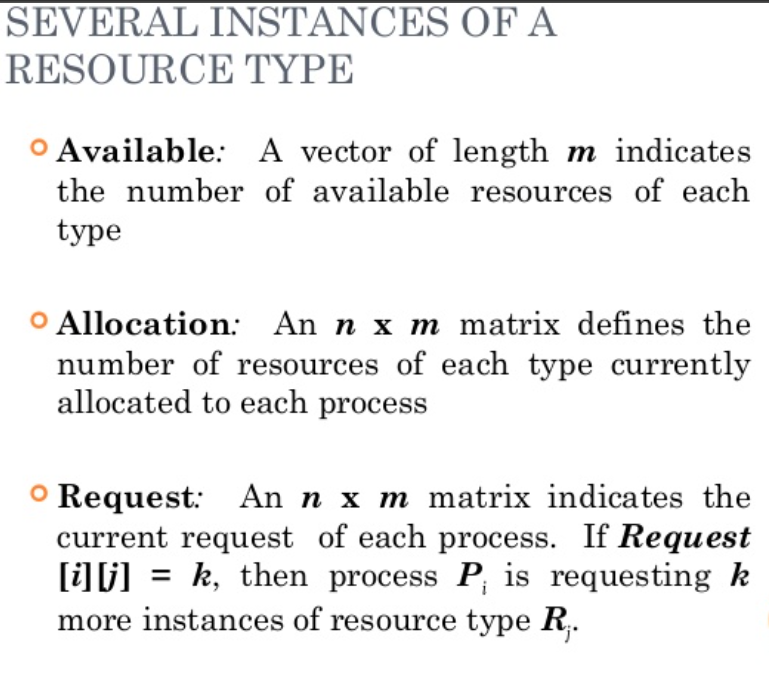 SEVERAL INSTANCES OF A
RESOURCE TYPE
Available: A vector of length m indicates
the number of available resources of each
type
Allocation: An n x m matrix defines the
number of resources of each type currently
allocated to each process
Request: An n x m matrix indicates the
current request of each process. If Request
[i][j] = k, then process Pi is requesting k
more instances of resource type Rj.